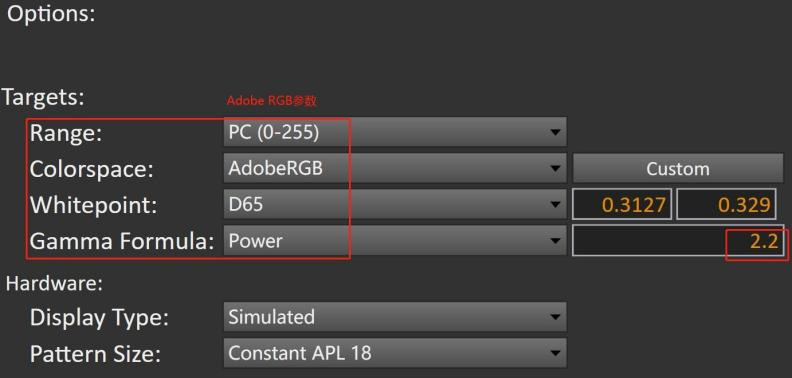 Options:
Targets:
Adobe RGB参数
Range: PC (0-255)
Colorspace: AdobeRGB Custom
Whitepoint: D65 0.3127 0.329
Gamma Formula: Power 2.2
Hardware:
Display Type: Simulated
Pattern Size: Constant APL 18